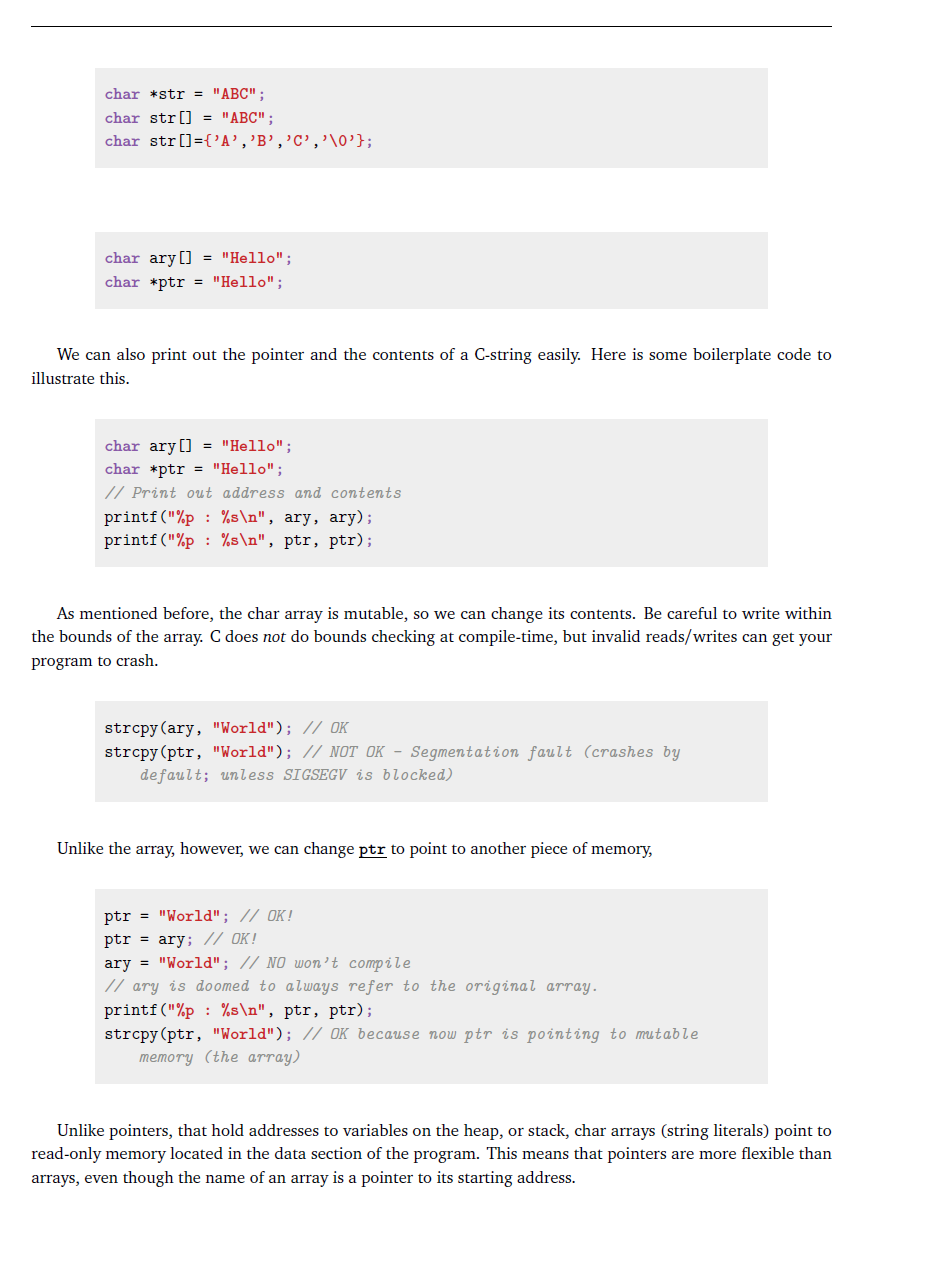 char *str = "ABC";
char str[] = "ABC";
char str[]={’A’,’B’,’C’,’\0’};
char ary[] = "Hello";
char *ptr = "Hello";
We can also print out the pointer and the contents of a C-string easily. Here is some boilerplate code to
illustrate this.
char ary[] = "Hello";
char *ptr = "Hello";
// Print out address and contents
printf("%p : %s\n", ary, ary);
printf("%p : %s\n", ptr, ptr);
As mentioned before, the char array is mutable, so we can change its contents. Be careful to write within
the bounds of the array. C does not do bounds checking at compile-time, but invalid reads/writes can get your
program to crash.
strcpy(ary, "World"); // OK
strcpy(ptr, "World"); // NOT OK - Segmentation fault (crashes by
default; unless SIGSEGV is blocked)
Unlike the array, however, we can change ptr to point to another piece of memory,
ptr = "World"; // OK!
ptr = ary; // OK!
ary = "World"; // NO won’t compile
// ary is doomed to always refer to the original array.
printf("%p : %s\n", ptr, ptr);
strcpy(ptr, "World"); // OK because now ptr is pointing to mutable
memory (the array)
Unlike pointers, that hold addresses to variables on the heap, or stack, char arrays (string literals) point to
read-only memory located in the data section of the program. This means that pointers are more flexible than
arrays, even though the name of an array is a pointer to its starting address.